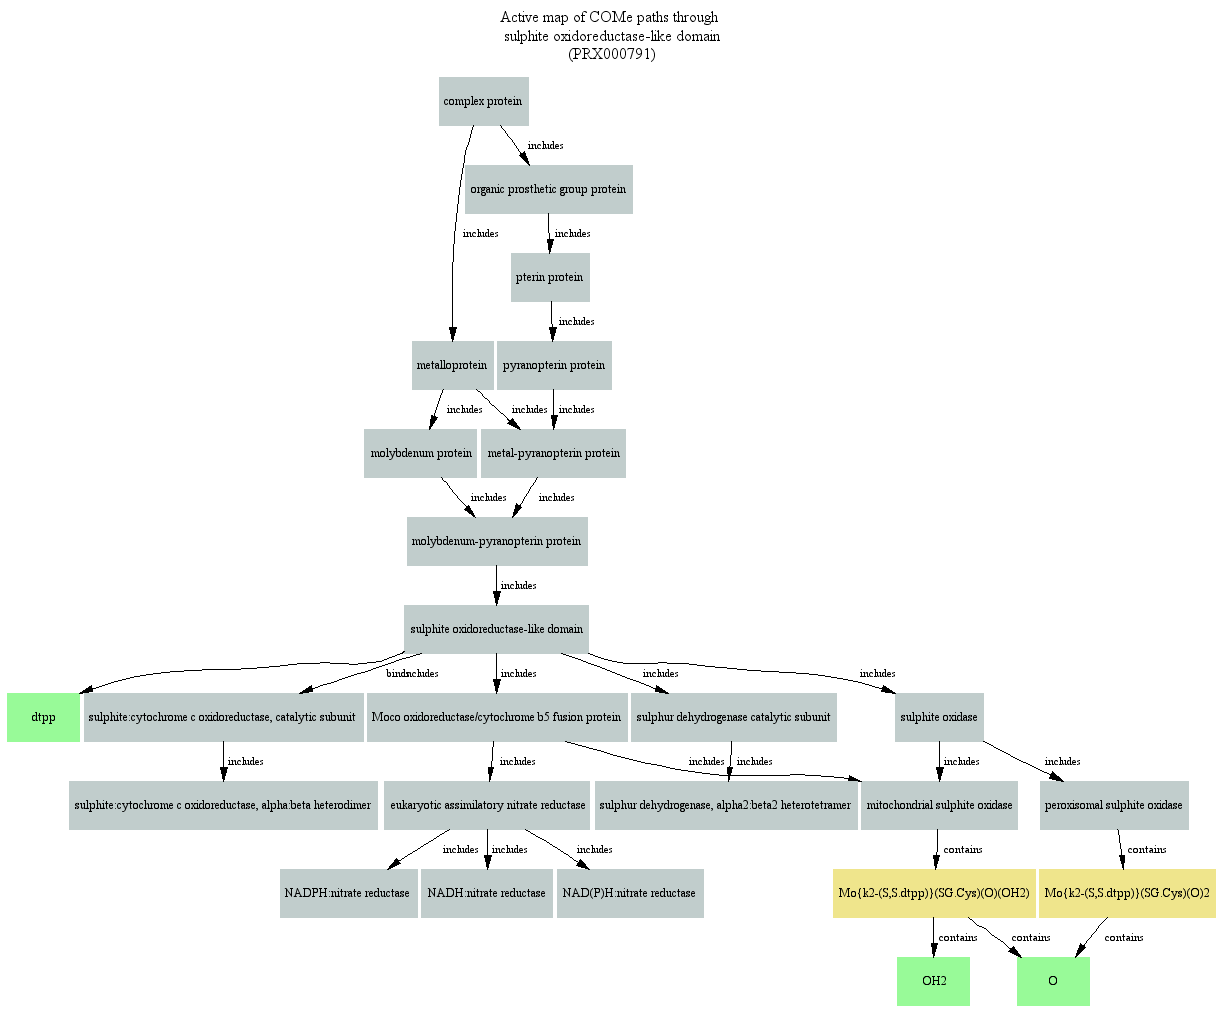 Active map of COMe paths through
sulphite oxidoreductase-like domain
(PRX000791)
complex protein
includes
organic prosthetic group protein
includes
includes
pterin protein
includes
metalloprotein
pyranopterin protein
includes
includes
includes
molybdenum protein
metal-pyranopterin protein
includes
includes
molybdenum-pyranopterin protein
includes
sulphite oxidoreductase-like domain
binds
includes
includes
includes
includes
dtpp
sulphite:cytochrome c oxidoreductase, catalytic subunit
Moco oxidoreductase/cytochrome b5 fusion protein
sulphur dehydrogenase catalytic subunit
sulphite oxidase
includes
includes
includes
includes
includes
includes
sulphite:cytochrome c oxidoreductase, alpha:beta heterodimer
eukaryotic assimilatory nitrate reductase
sulphur dehydrogenase, alpha2:beta2 heterotetramer
mitochondrial sulphite oxidase
peroxisomal sulphite oxidase
includes
includes
includes
contains
contains
NADPH:nitrate reductase
NADH:nitrate reductase
NAD(P)H:nitrate reductase
Mo{k2-(S,S.dtpp)}(SG.Cys)(O)(OH2)
Mo{k2-(S,S.dtpp)}(SG.Cys)(O)2
contains
contains
contains
OH2
O